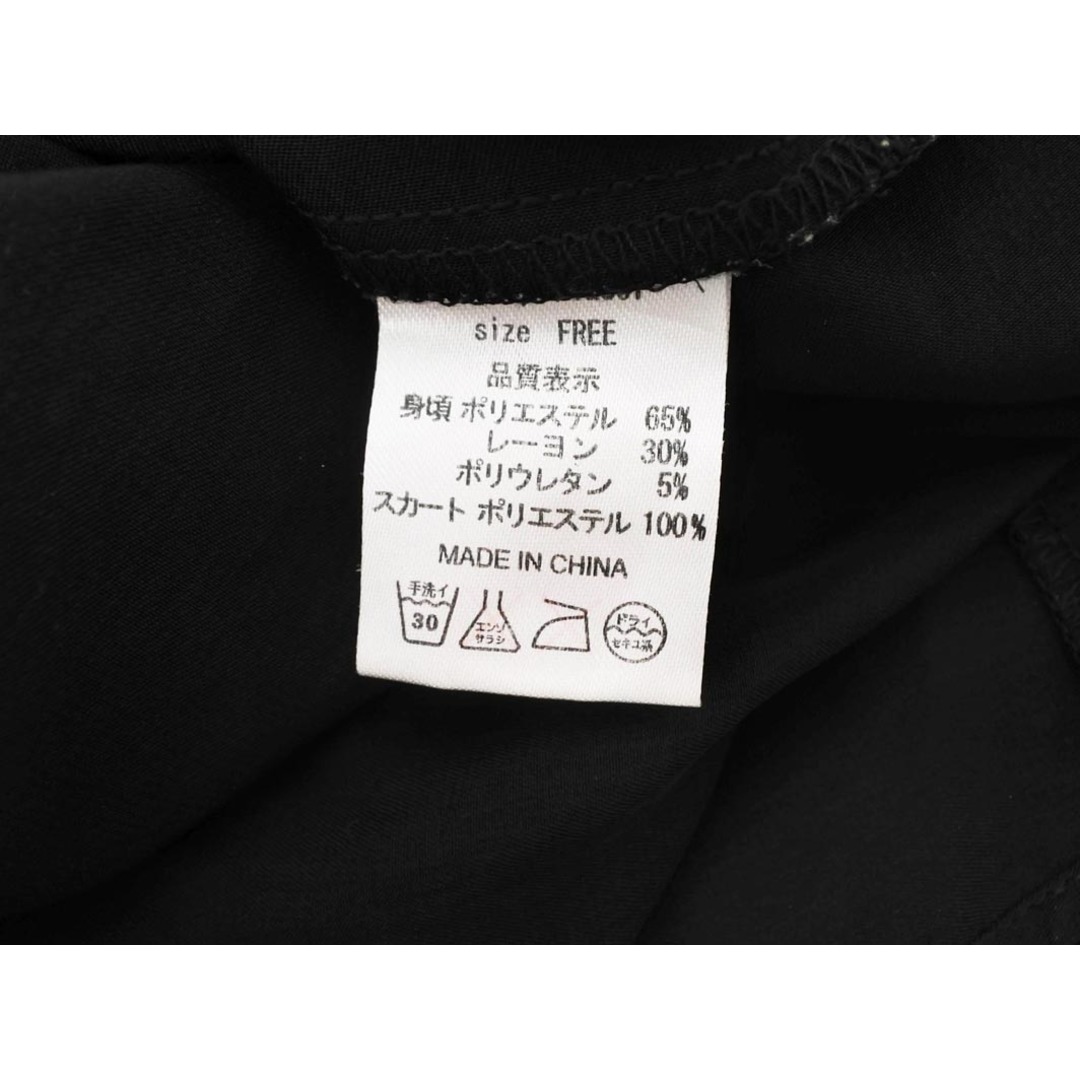 size FREE
品質表示
身頃 ポリエステル 65%
レーヨン 30%
ポリウレタン 5%
スカート ポリエステル 100%
MADE IN CHINA
手洗イ
30
エンソ
サラシ
ドライ
セキユ系